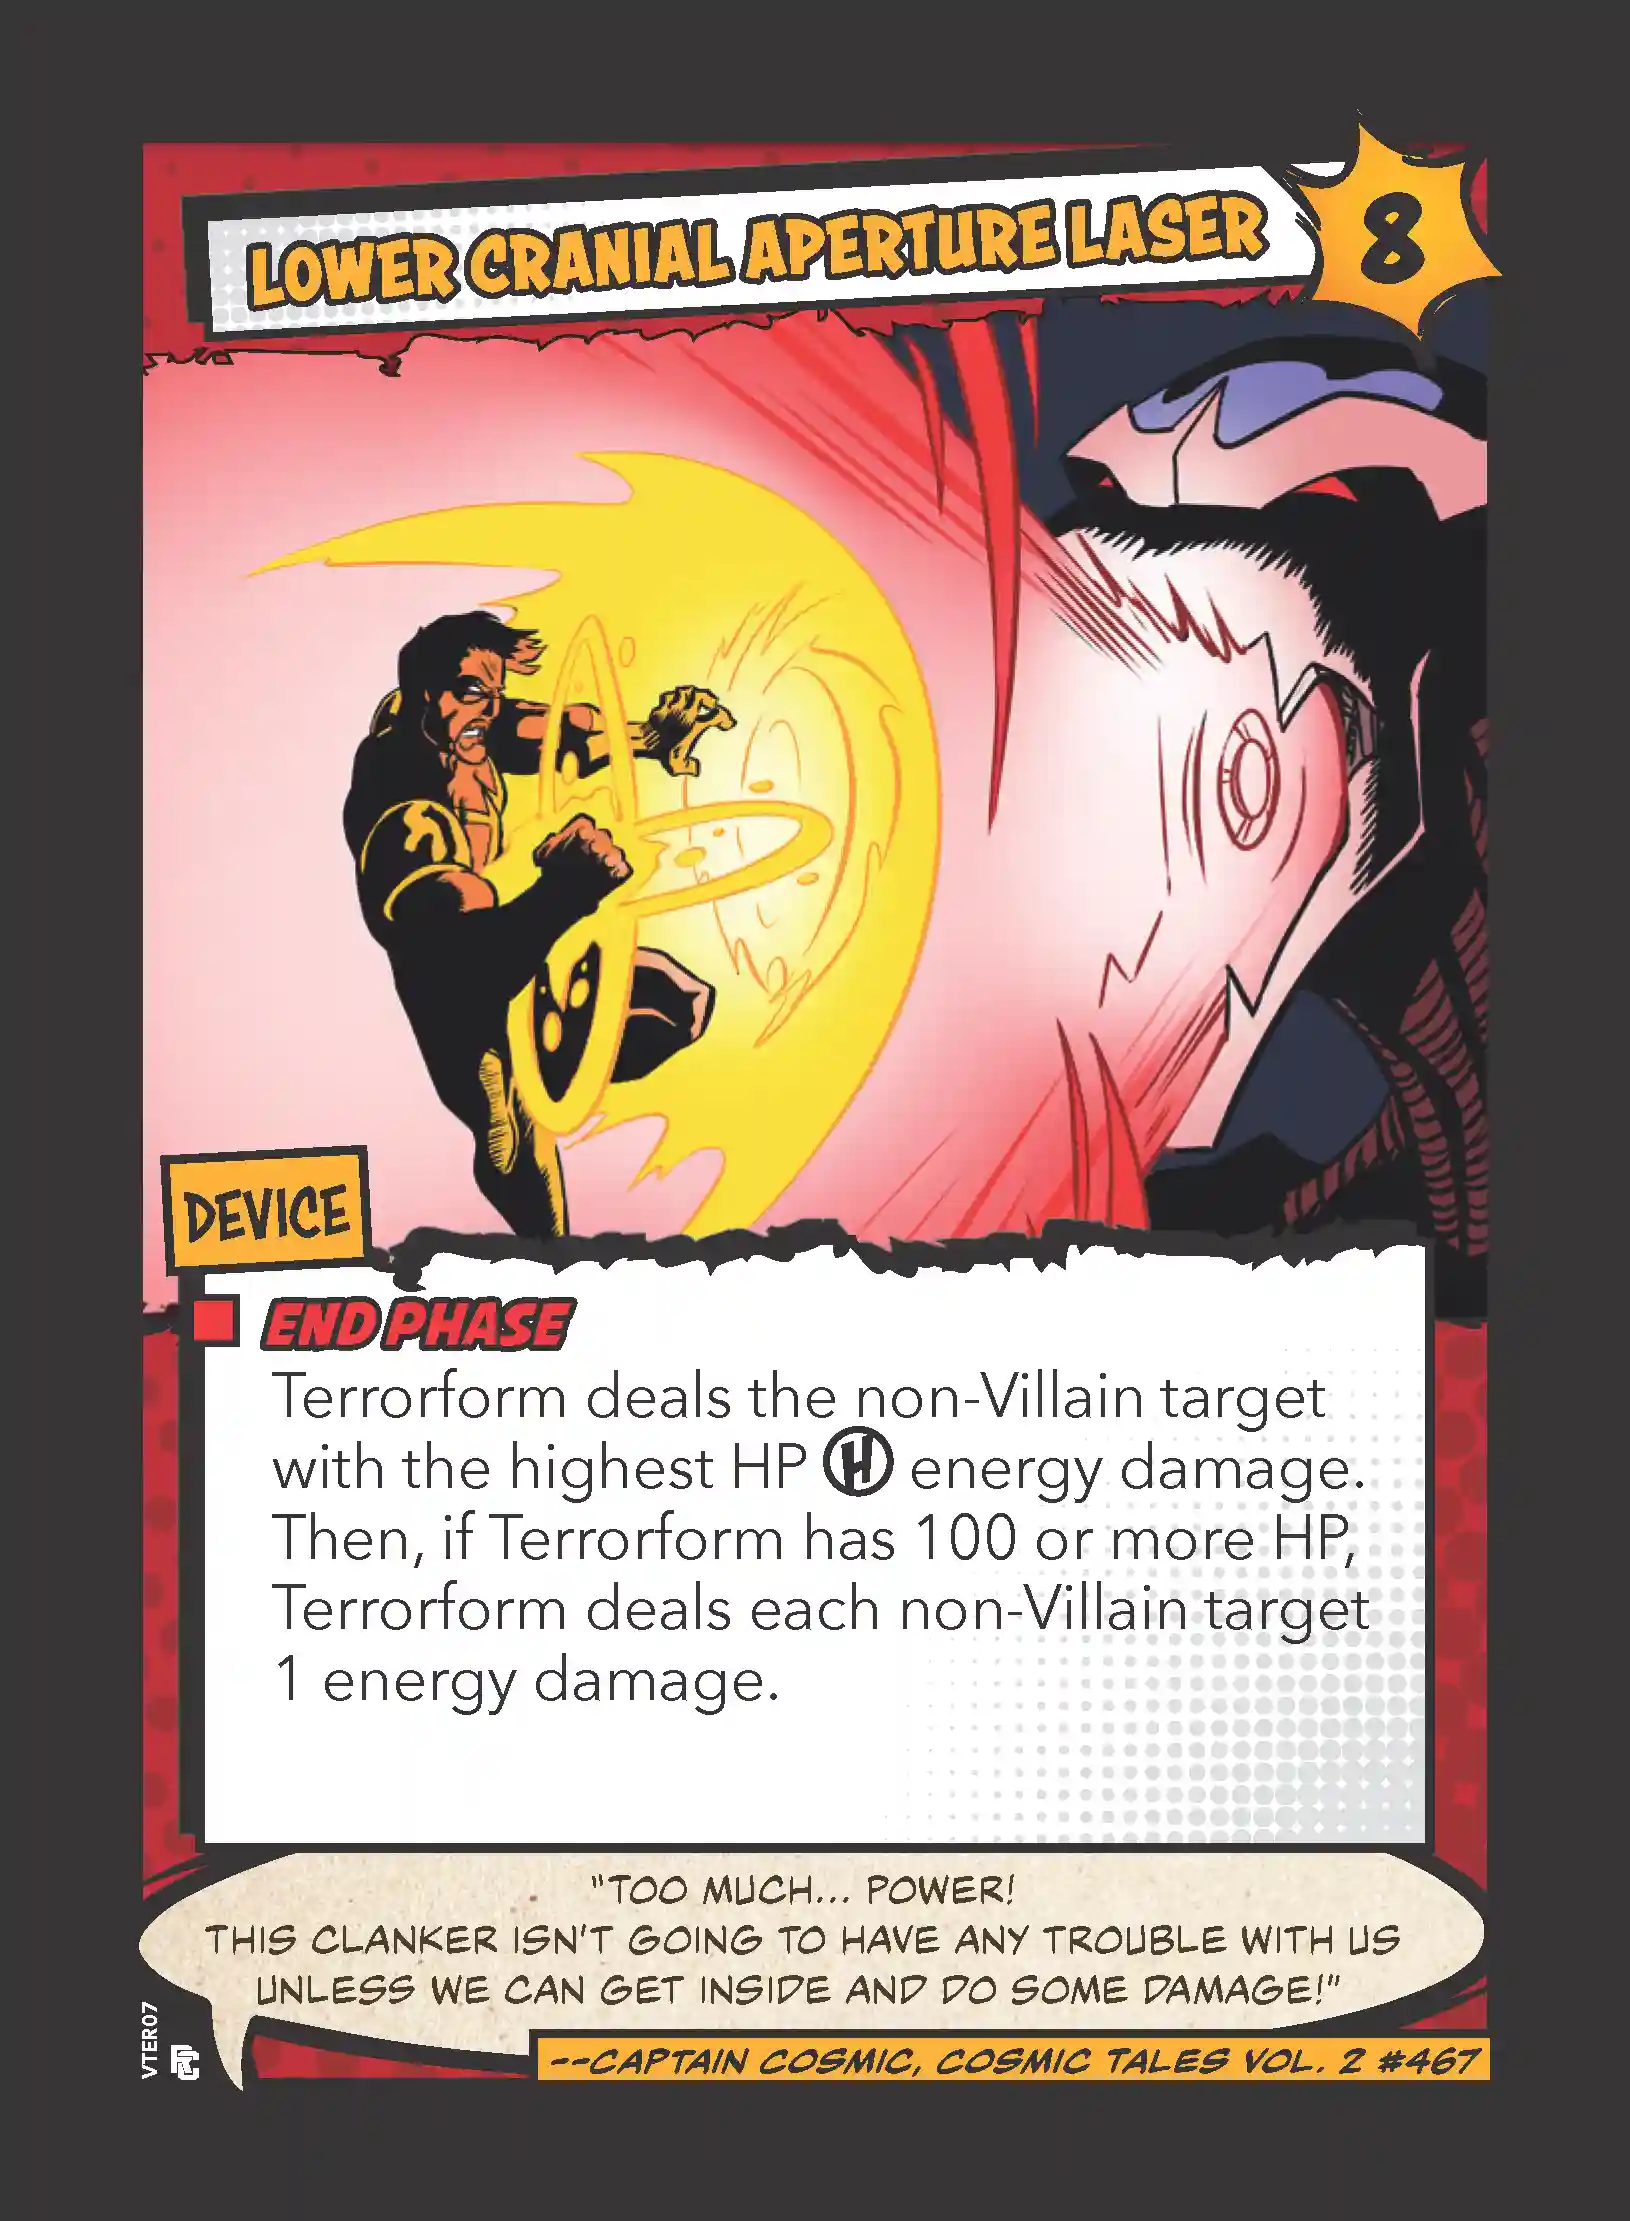 LOWER CRANIAL APERTURE LASER
8
DEVICE
END PHASE
Terrorform deals the non-Villain target
with the highest HP Ⓗ energy damage.
Then, if Terrorform has 100 or more HP,
Terrorform deals each non-Villain target
1 energy damage.
"TOO MUCH... POWER!
THIS CLANKER ISN'T GOING TO HAVE ANY TROUBLE WITH US
UNLESS WE CAN GET INSIDE AND DO SOME DAMAGE!"
--CAPTAIN COSMIC, COSMIC TALES VOL. 2 #467
VTER07